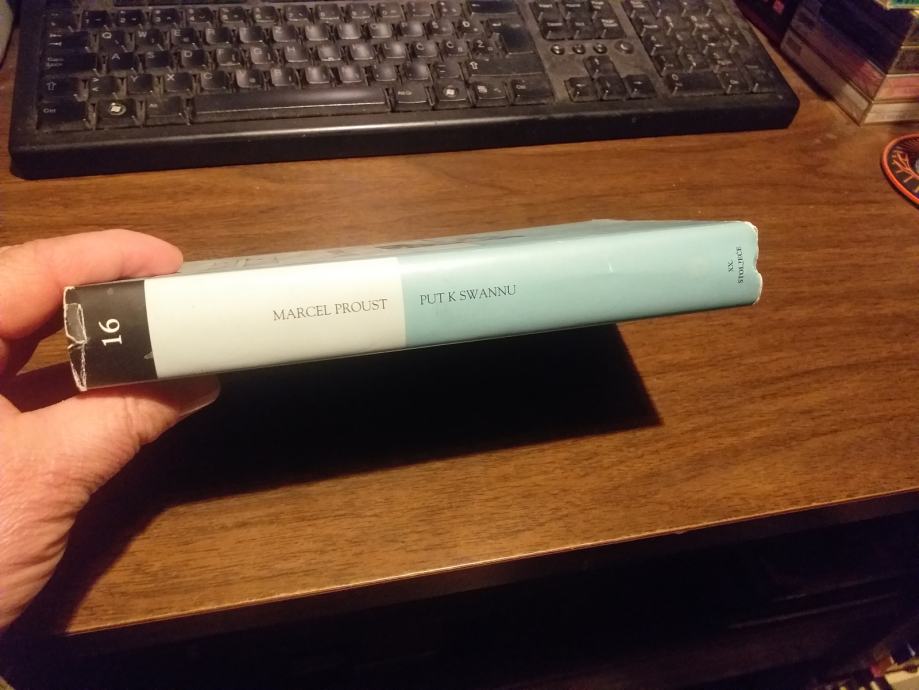 16
MARCEL PROUST
PUT K SWANNU
XX.
STOLJEĆE